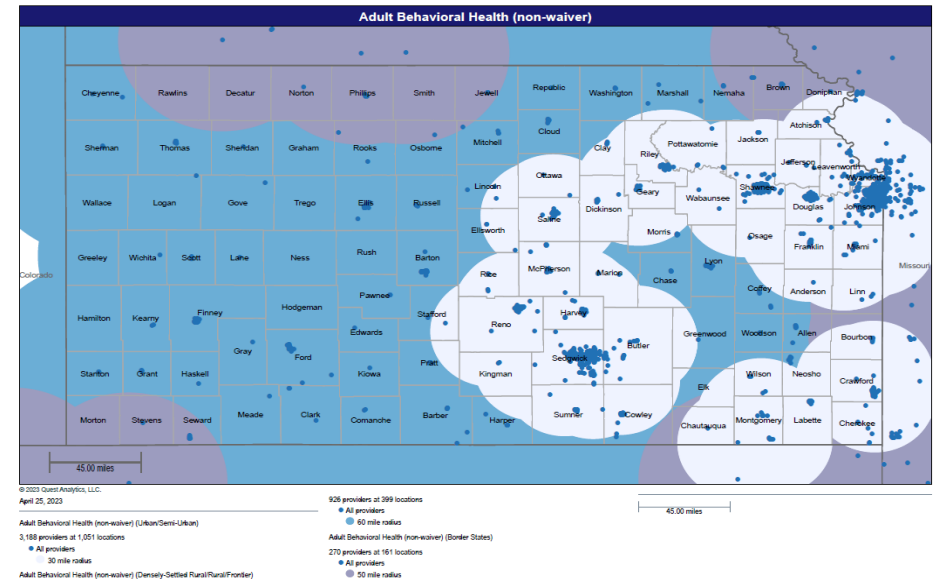 Adult Behavioral Health (non-waiver)
Cheyenne Rawlins Decatur Norton Phillips Smith Jewell Republic Washington Marshall Nemaha Brown Doniphan
Sherman Thomas Sheridan Graham Rooks Osborne Mitchell Cloud Clay Riley Pottawatomie Jackson Atchison
Jefferson Leavenworth
Wyandotte
Wallace Logan Gove Trego Ellis Russell Lincoln Ottawa Saline Dickinson Geary Wabaunsee Shawnee Douglas Johnson
Greeley Wichita Scott Lane Ness Rush Barton Ellsworth McPherson Marion Morris Chase Lyon Osage Franklin Miami
Colorado
Missouri
Hamilton Kearny Finney Hodgeman Pawnee Stafford Rice Reno Harvey Coffey Anderson Linn
Gray Ford Edwards Butler Greenwood Woodson Allen Bourbon
Stanton Grant Haskell Kiowa Pratt Kingman Sedgwick Elk Wilson Neosho Crawford
Morton Stevens Seward Meade Clark Comanche Barber Harper Sumner Cowley Chautauqua Montgomery Labette Cherokee
45.00 miles
© 2023 Quest Analytics, LLC.
April 25, 2023
Adult Behavioral Health (non-waiver) (Urban/Semi-Urban)
3,188 providers at 1,051 locations
All providers
30 mile radius
Adult Behavioral Health (non-waiver) (Densely-Settled Rural/Rural/Frontier)
926 providers at 399 locations
All providers
60 mile radius
Adult Behavioral Health (non-waiver) (Border States)
270 providers at 161 locations
All providers
50 mile radius
45.00 miles